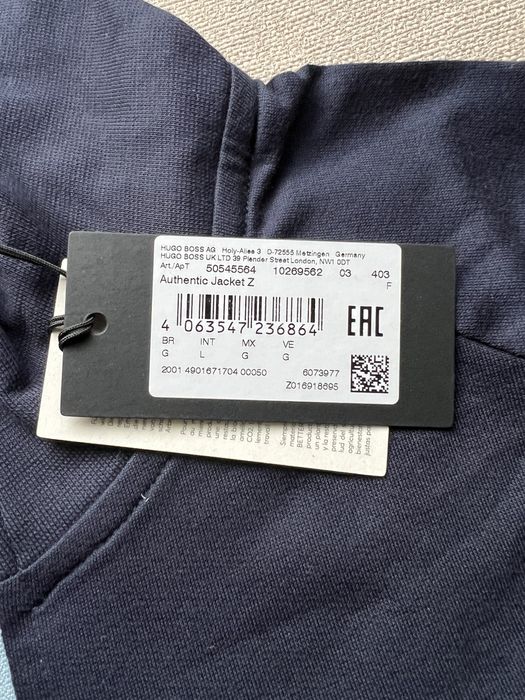 HUGO BOSS AG Holy-Allee 3 D-72555 Metzingen Germany
HUGO BOSS UK LTD 39 Plender Street London, NW1 0DT
Art./ApT 50545564 10269562 03 403
Authentic Jacket Z F
4 063547 236864
EAC
BR INT MX VE
G L G G
2001 4901671704 00050 6073977
Z016918695